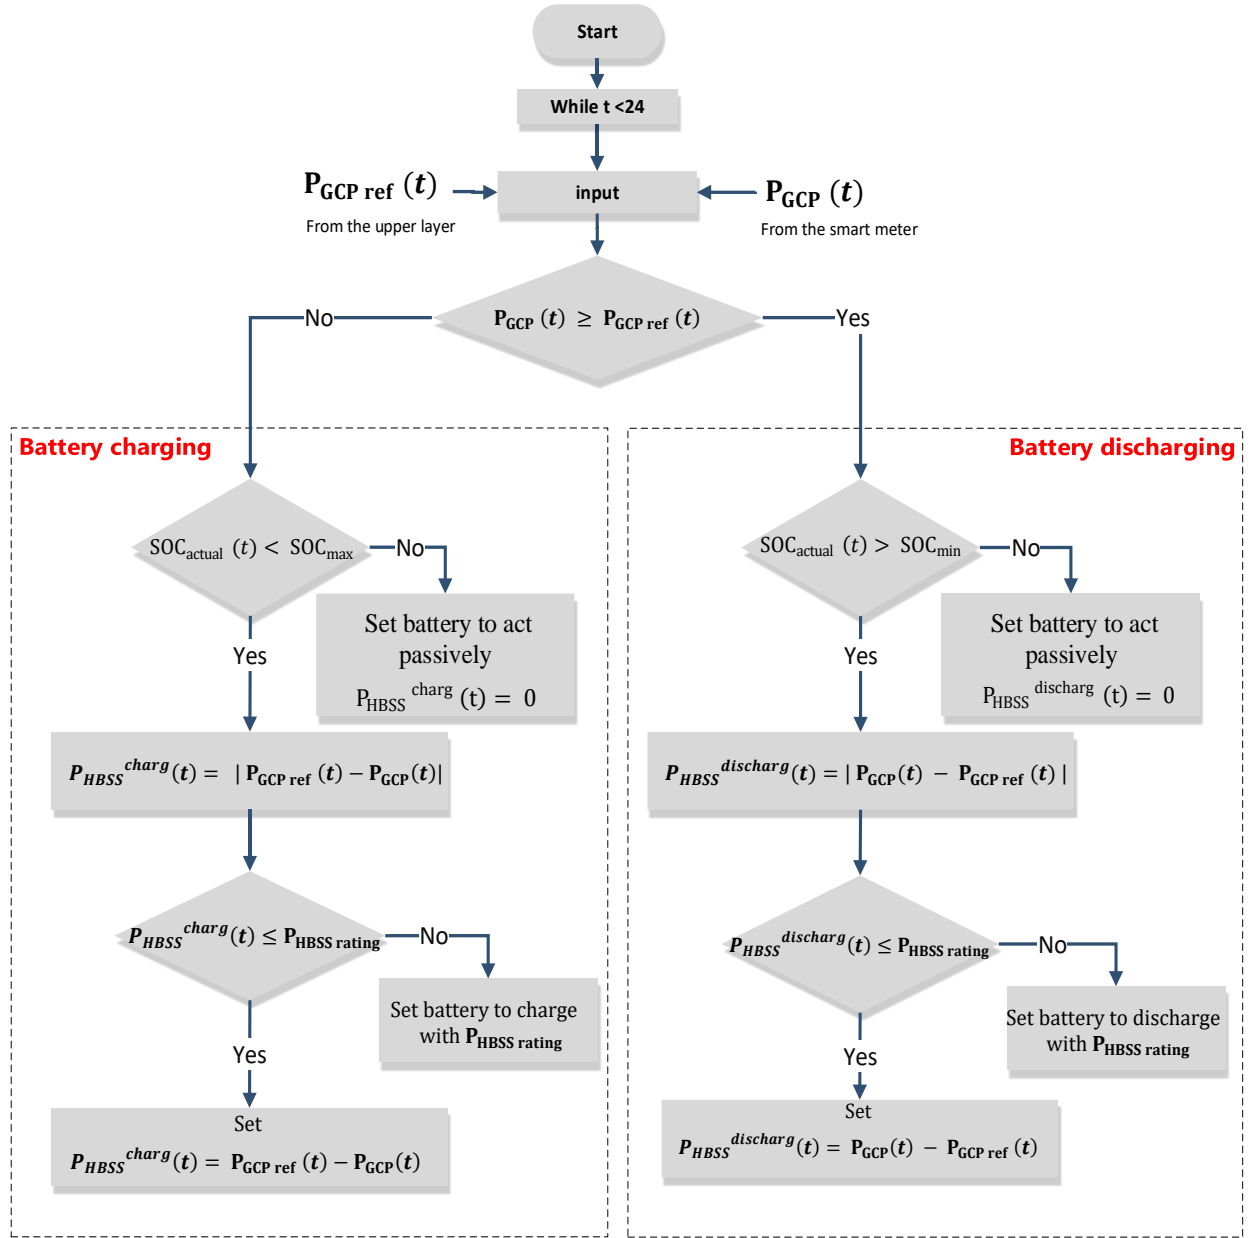 Start
While t <24
P_GCP ref (t)
From the upper layer
input
P_GCP (t)
From the smart meter
P_GCP (t) ≥ P_GCP ref (t)
No
Yes
Battery charging
SOC_actual (t) < SOC_max
No
Set battery to act
passively
P_HBSS^charg (t) = 0
Yes
P_HBSS^charg(t) = | P_GCP ref (t) − P_GCP(t)|
P_HBSS^charg(t) ≤ P_HBSS rating
No
Set battery to charge
with P_HBSS rating
Yes
Set
P_HBSS^charg(t) = P_GCP ref (t) − P_GCP(t)
Battery discharging
SOC_actual (t) > SOC_min
No
Set battery to act
passively
P_HBSS^discharg (t) = 0
Yes
P_HBSS^discharg(t) = | P_GCP(t) − P_GCP ref (t) |
P_HBSS^discharg(t) ≤ P_HBSS rating
No
Set battery to discharge
with P_HBSS rating
Yes
Set
P_HBSS^discharg(t) = P_GCP(t) − P_GCP ref (t)